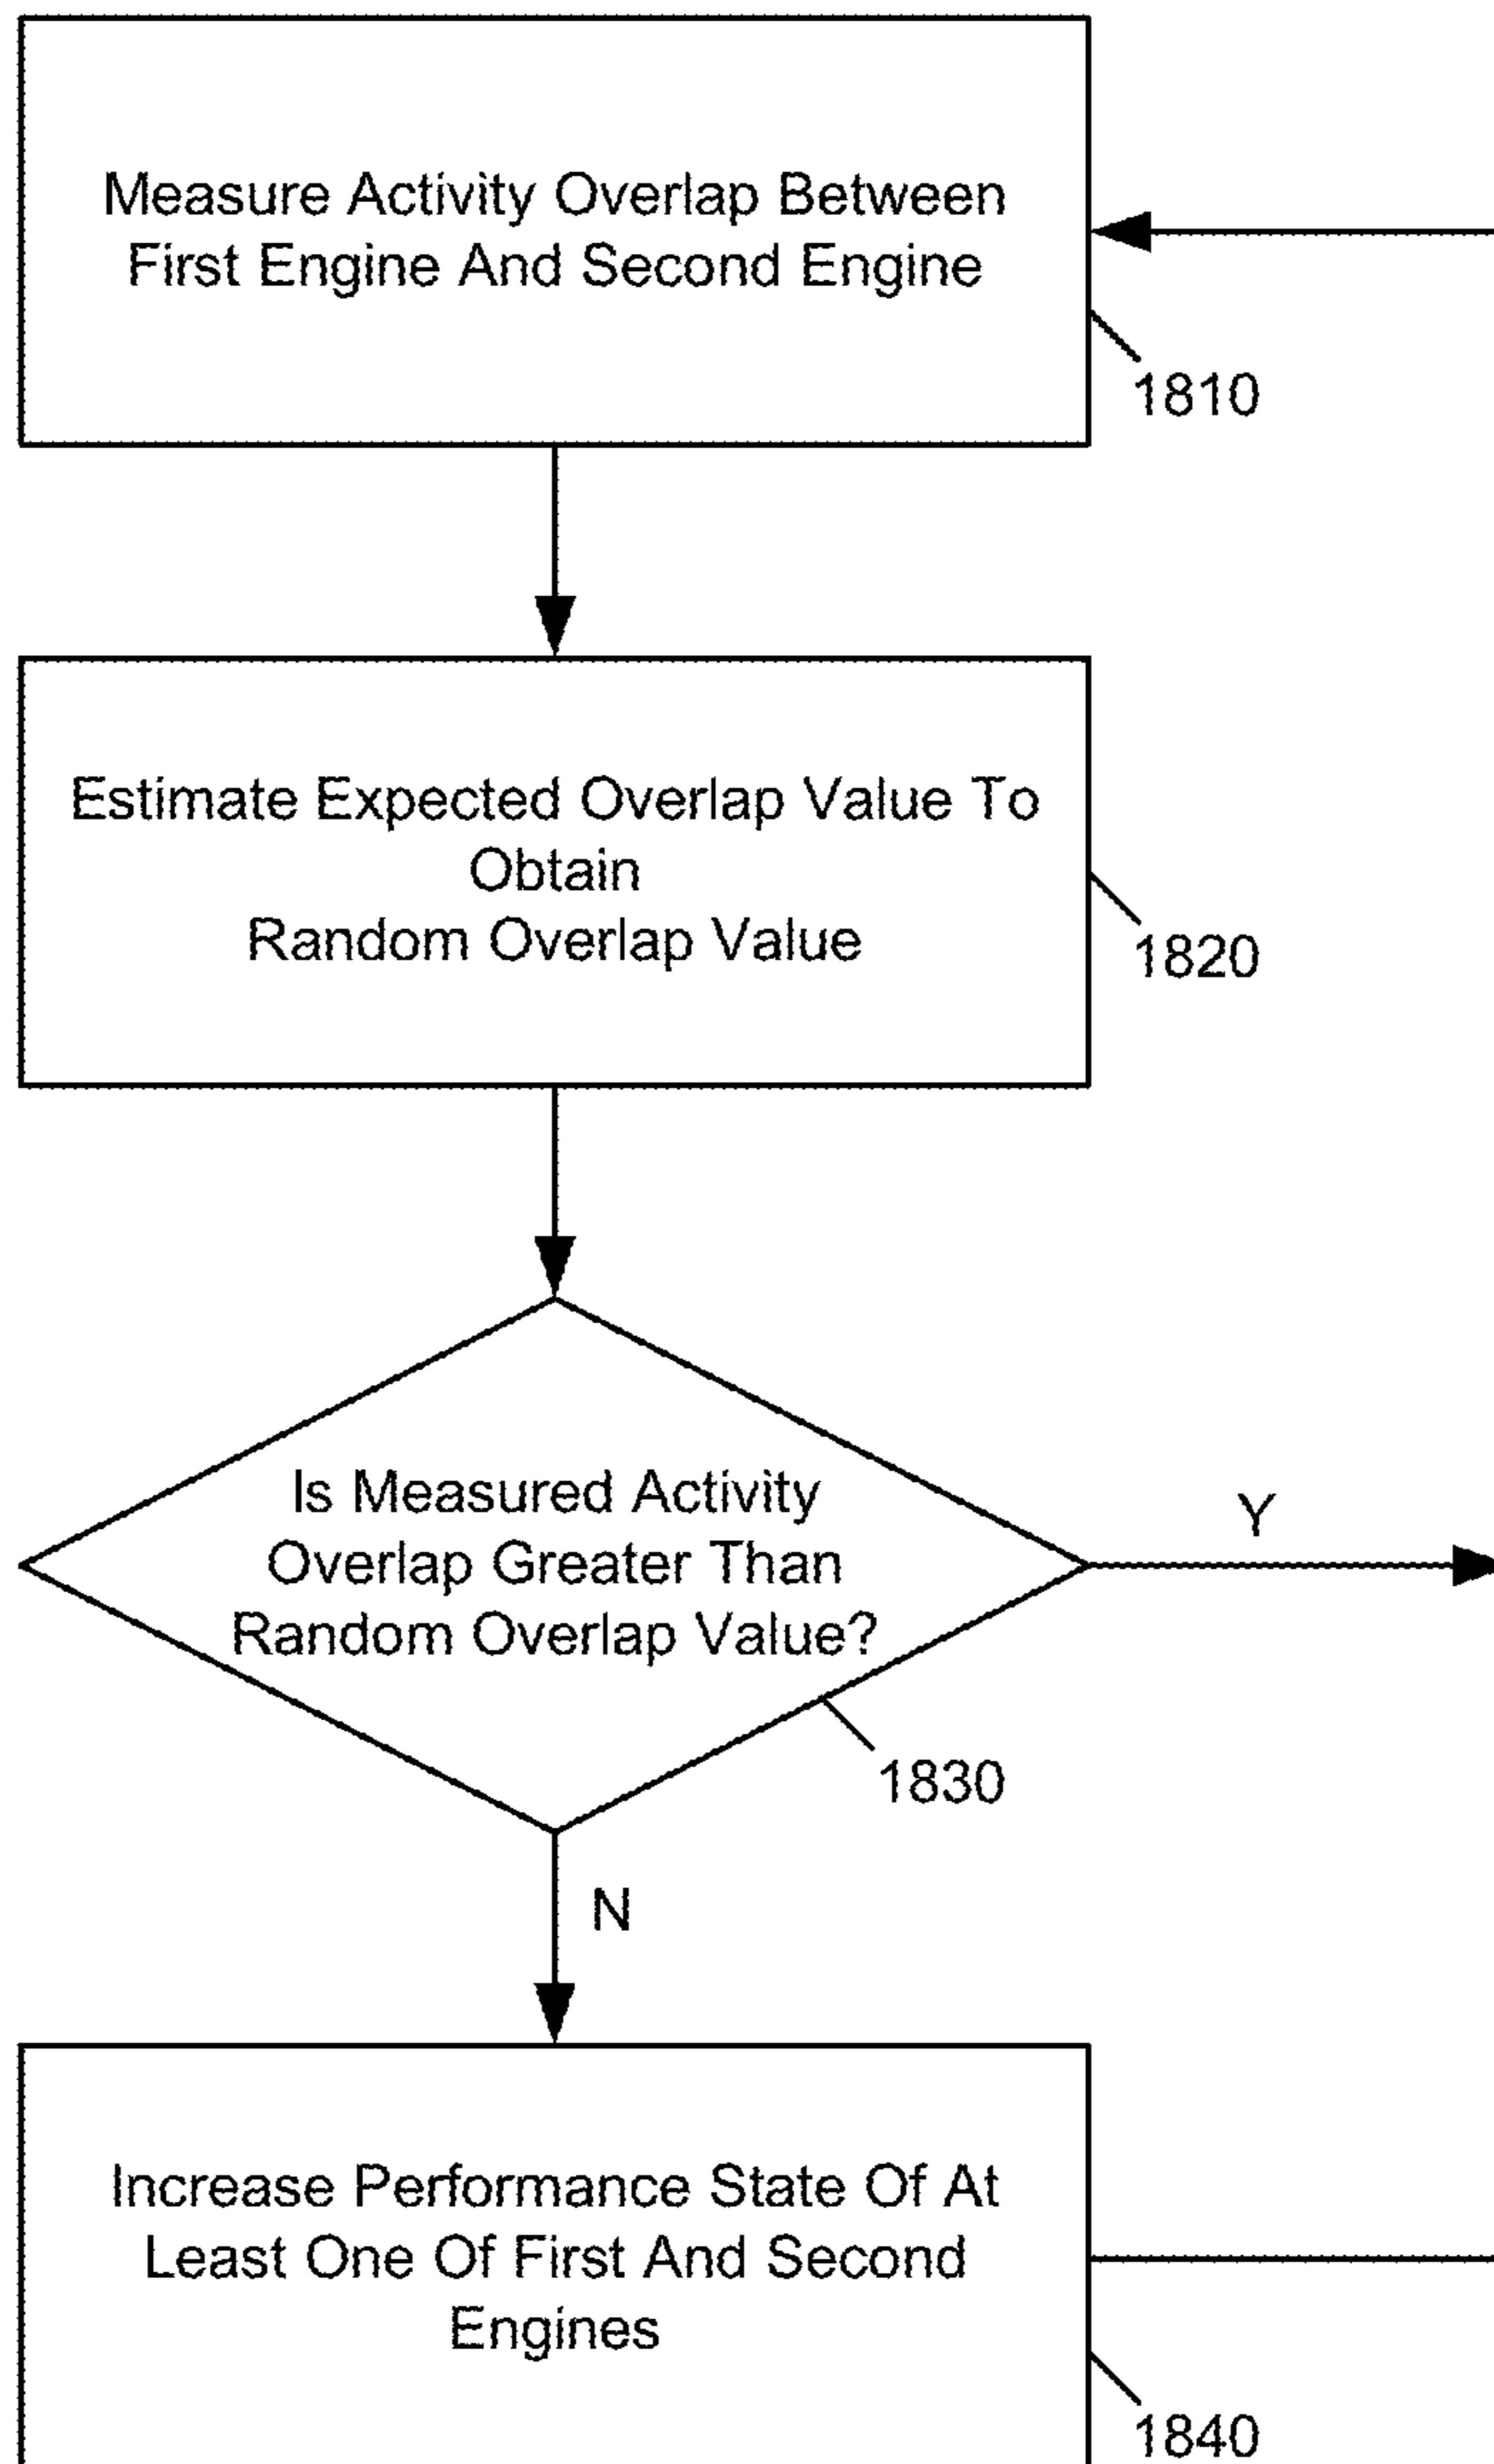 Measure Activity Overlap Between
First Engine And Second Engine
1810
Estimate Expected Overlap Value To
Obtain
Random Overlap Value
1820
Is Measured Activity
Overlap Greater Than
Random Overlap Value?
Y
1830
N
Increase Performance State Of At
Least One Of First And Second
Engines
1840